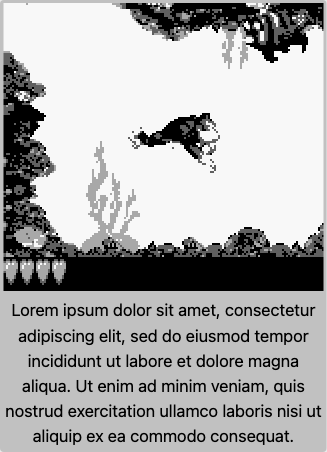 Lorem ipsum dolor sit amet, consectetur
adipiscing elit, sed do eiusmod tempor
incididunt ut labore et dolore magna
aliqua. Ut enim ad minim veniam, quis
nostrud exercitation ullamco laboris nisi ut
aliquip ex ea commodo consequat.